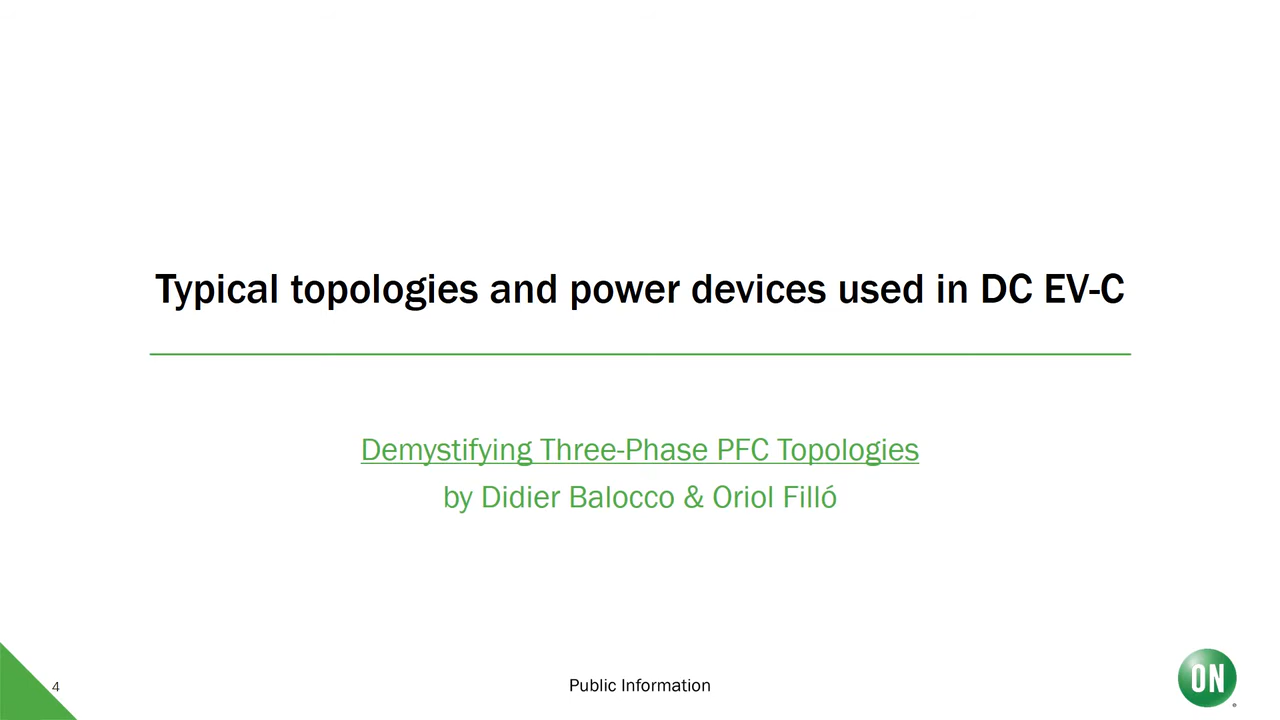 Typical topologies and power devices used in DC EV-C
Demystifying Three-Phase PFC Topologies
by Didier Balocco & Oriol Filló
4
Public Information
ON
®